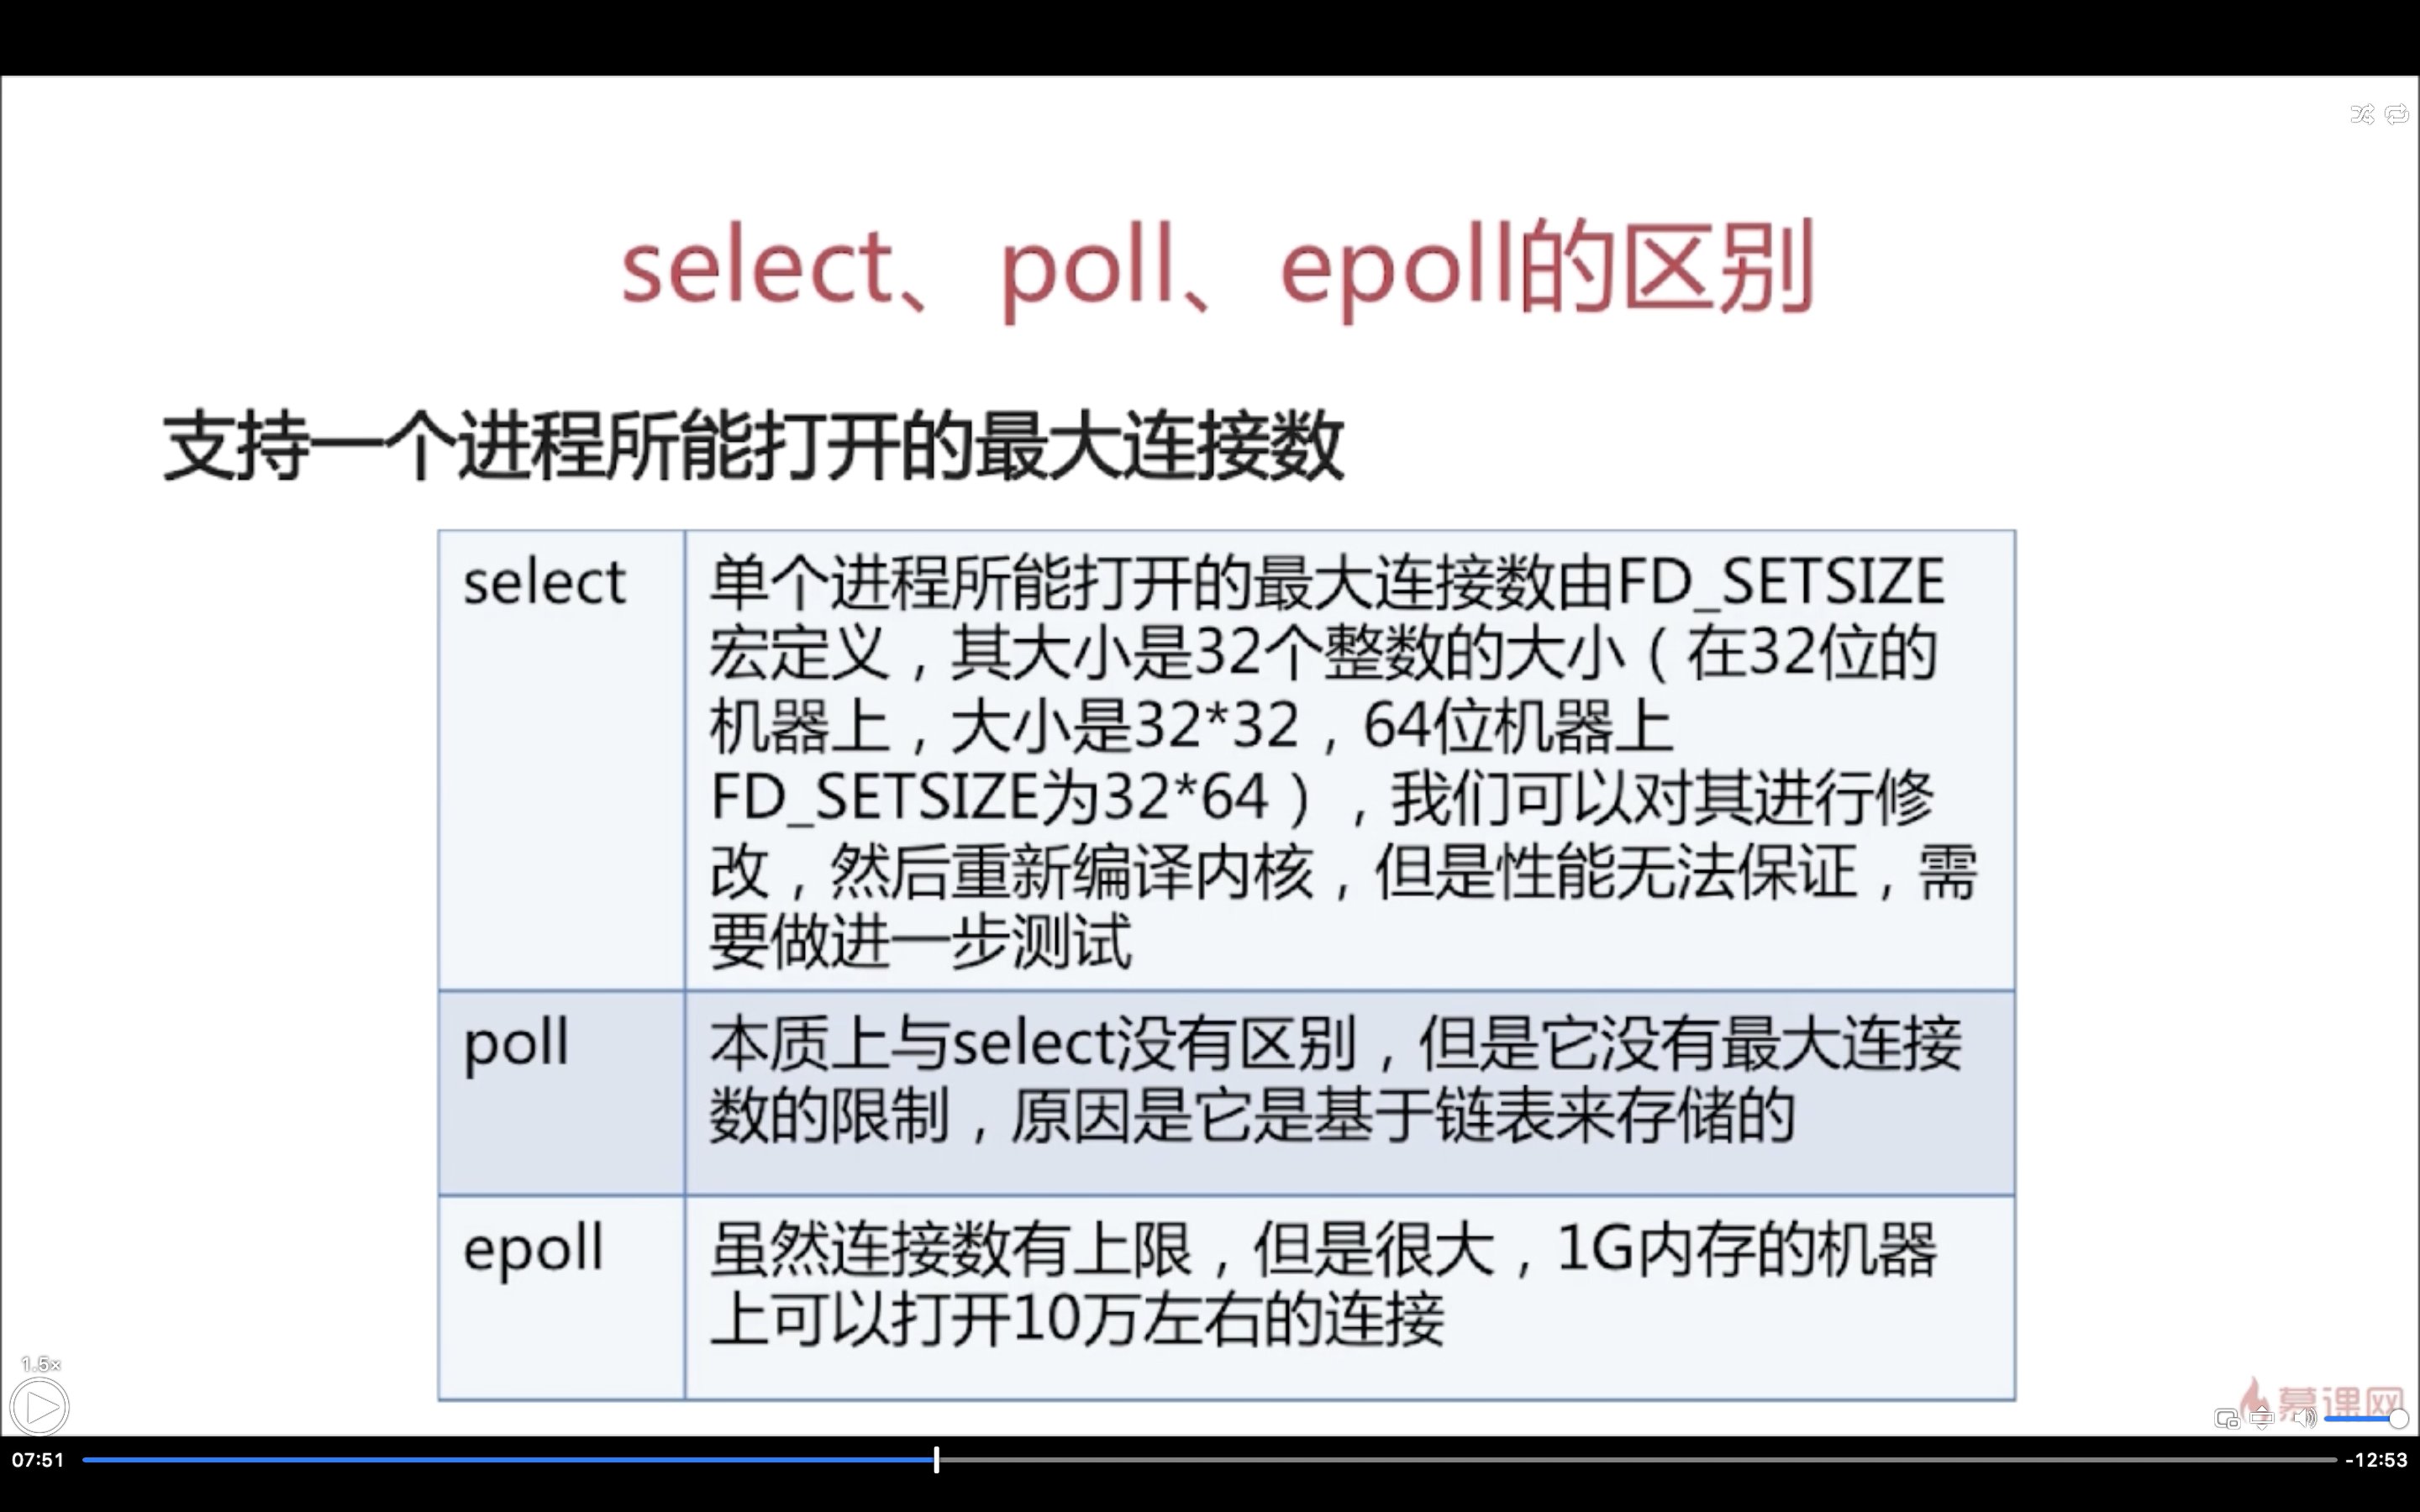 select、poll、epoll的区别
支持一个进程所能打开的最大连接数
select
单个进程所能打开的最大连接数由FD_SETSIZE
宏定义，其大小是32个整数的大小（在32位的
机器上，大小是32*32，64位机器上
FD_SETSIZE为32*64），我们可以对其进行修
改，然后重新编译内核，但是性能无法保证，需
要做进一步测试
poll
本质上与select没有区别，但是它没有最大连接
数的限制，原因是它是基于链表来存储的
epoll
虽然连接数有上限，但是很大，1G内存的机器
上可以打开10万左右的连接
1.5×
慕课网
07:51
-12:53